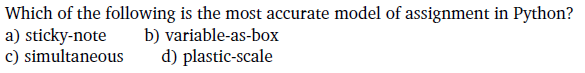 Which of the following is the most accurate model of assignment in Python?
a) sticky-note b) variable-as-box
c) simultaneous d) plastic-scale